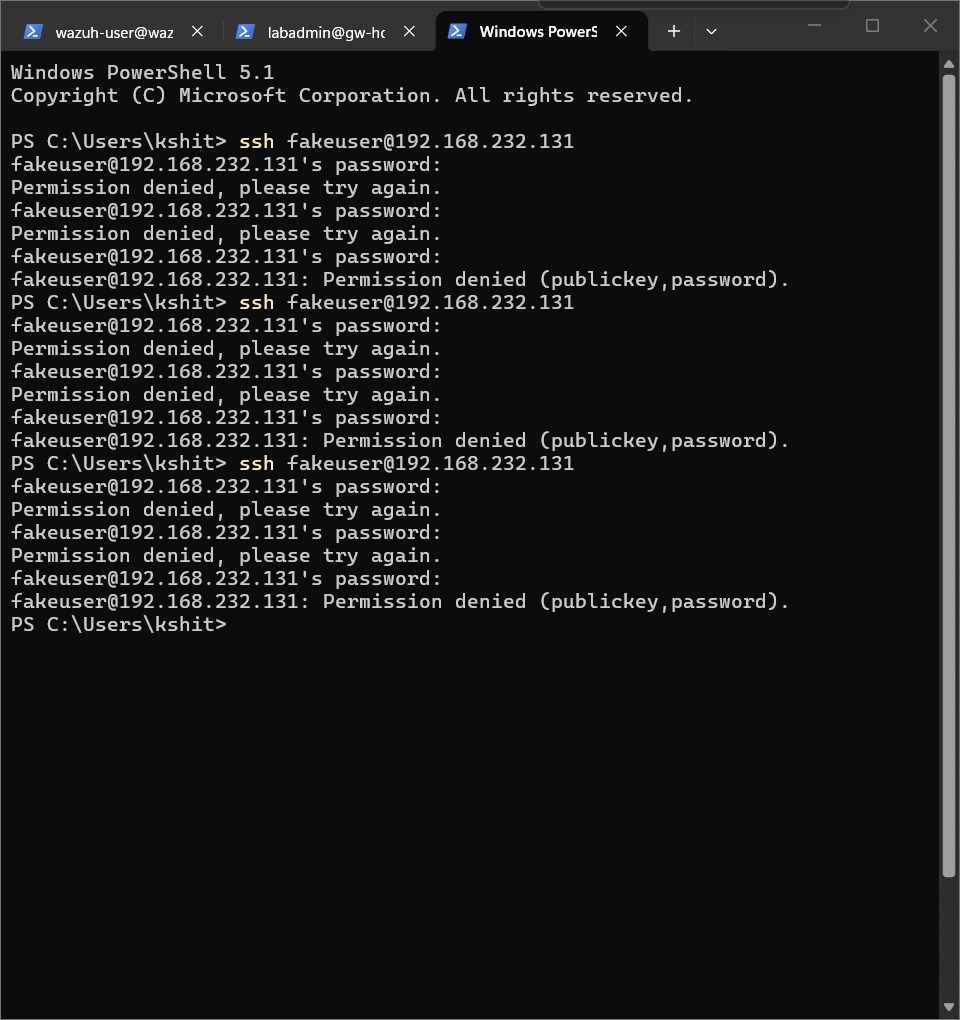 wazuh-user@waz
labadmin@gw-hc
Windows PowerS
Windows PowerShell 5.1
Copyright (C) Microsoft Corporation. All rights reserved.
PS C:\Users\kshit> ssh fakeuser@192.168.232.131
fakeuser@192.168.232.131's password:
Permission denied, please try again.
fakeuser@192.168.232.131's password:
Permission denied, please try again.
fakeuser@192.168.232.131's password:
fakeuser@192.168.232.131: Permission denied (publickey,password).
PS C:\Users\kshit> ssh fakeuser@192.168.232.131
fakeuser@192.168.232.131's password:
Permission denied, please try again.
fakeuser@192.168.232.131's password:
Permission denied, please try again.
fakeuser@192.168.232.131's password:
fakeuser@192.168.232.131: Permission denied (publickey,password).
PS C:\Users\kshit> ssh fakeuser@192.168.232.131
fakeuser@192.168.232.131's password:
Permission denied, please try again.
fakeuser@192.168.232.131's password:
Permission denied, please try again.
fakeuser@192.168.232.131's password:
fakeuser@192.168.232.131: Permission denied (publickey,password).
PS C:\Users\kshit>